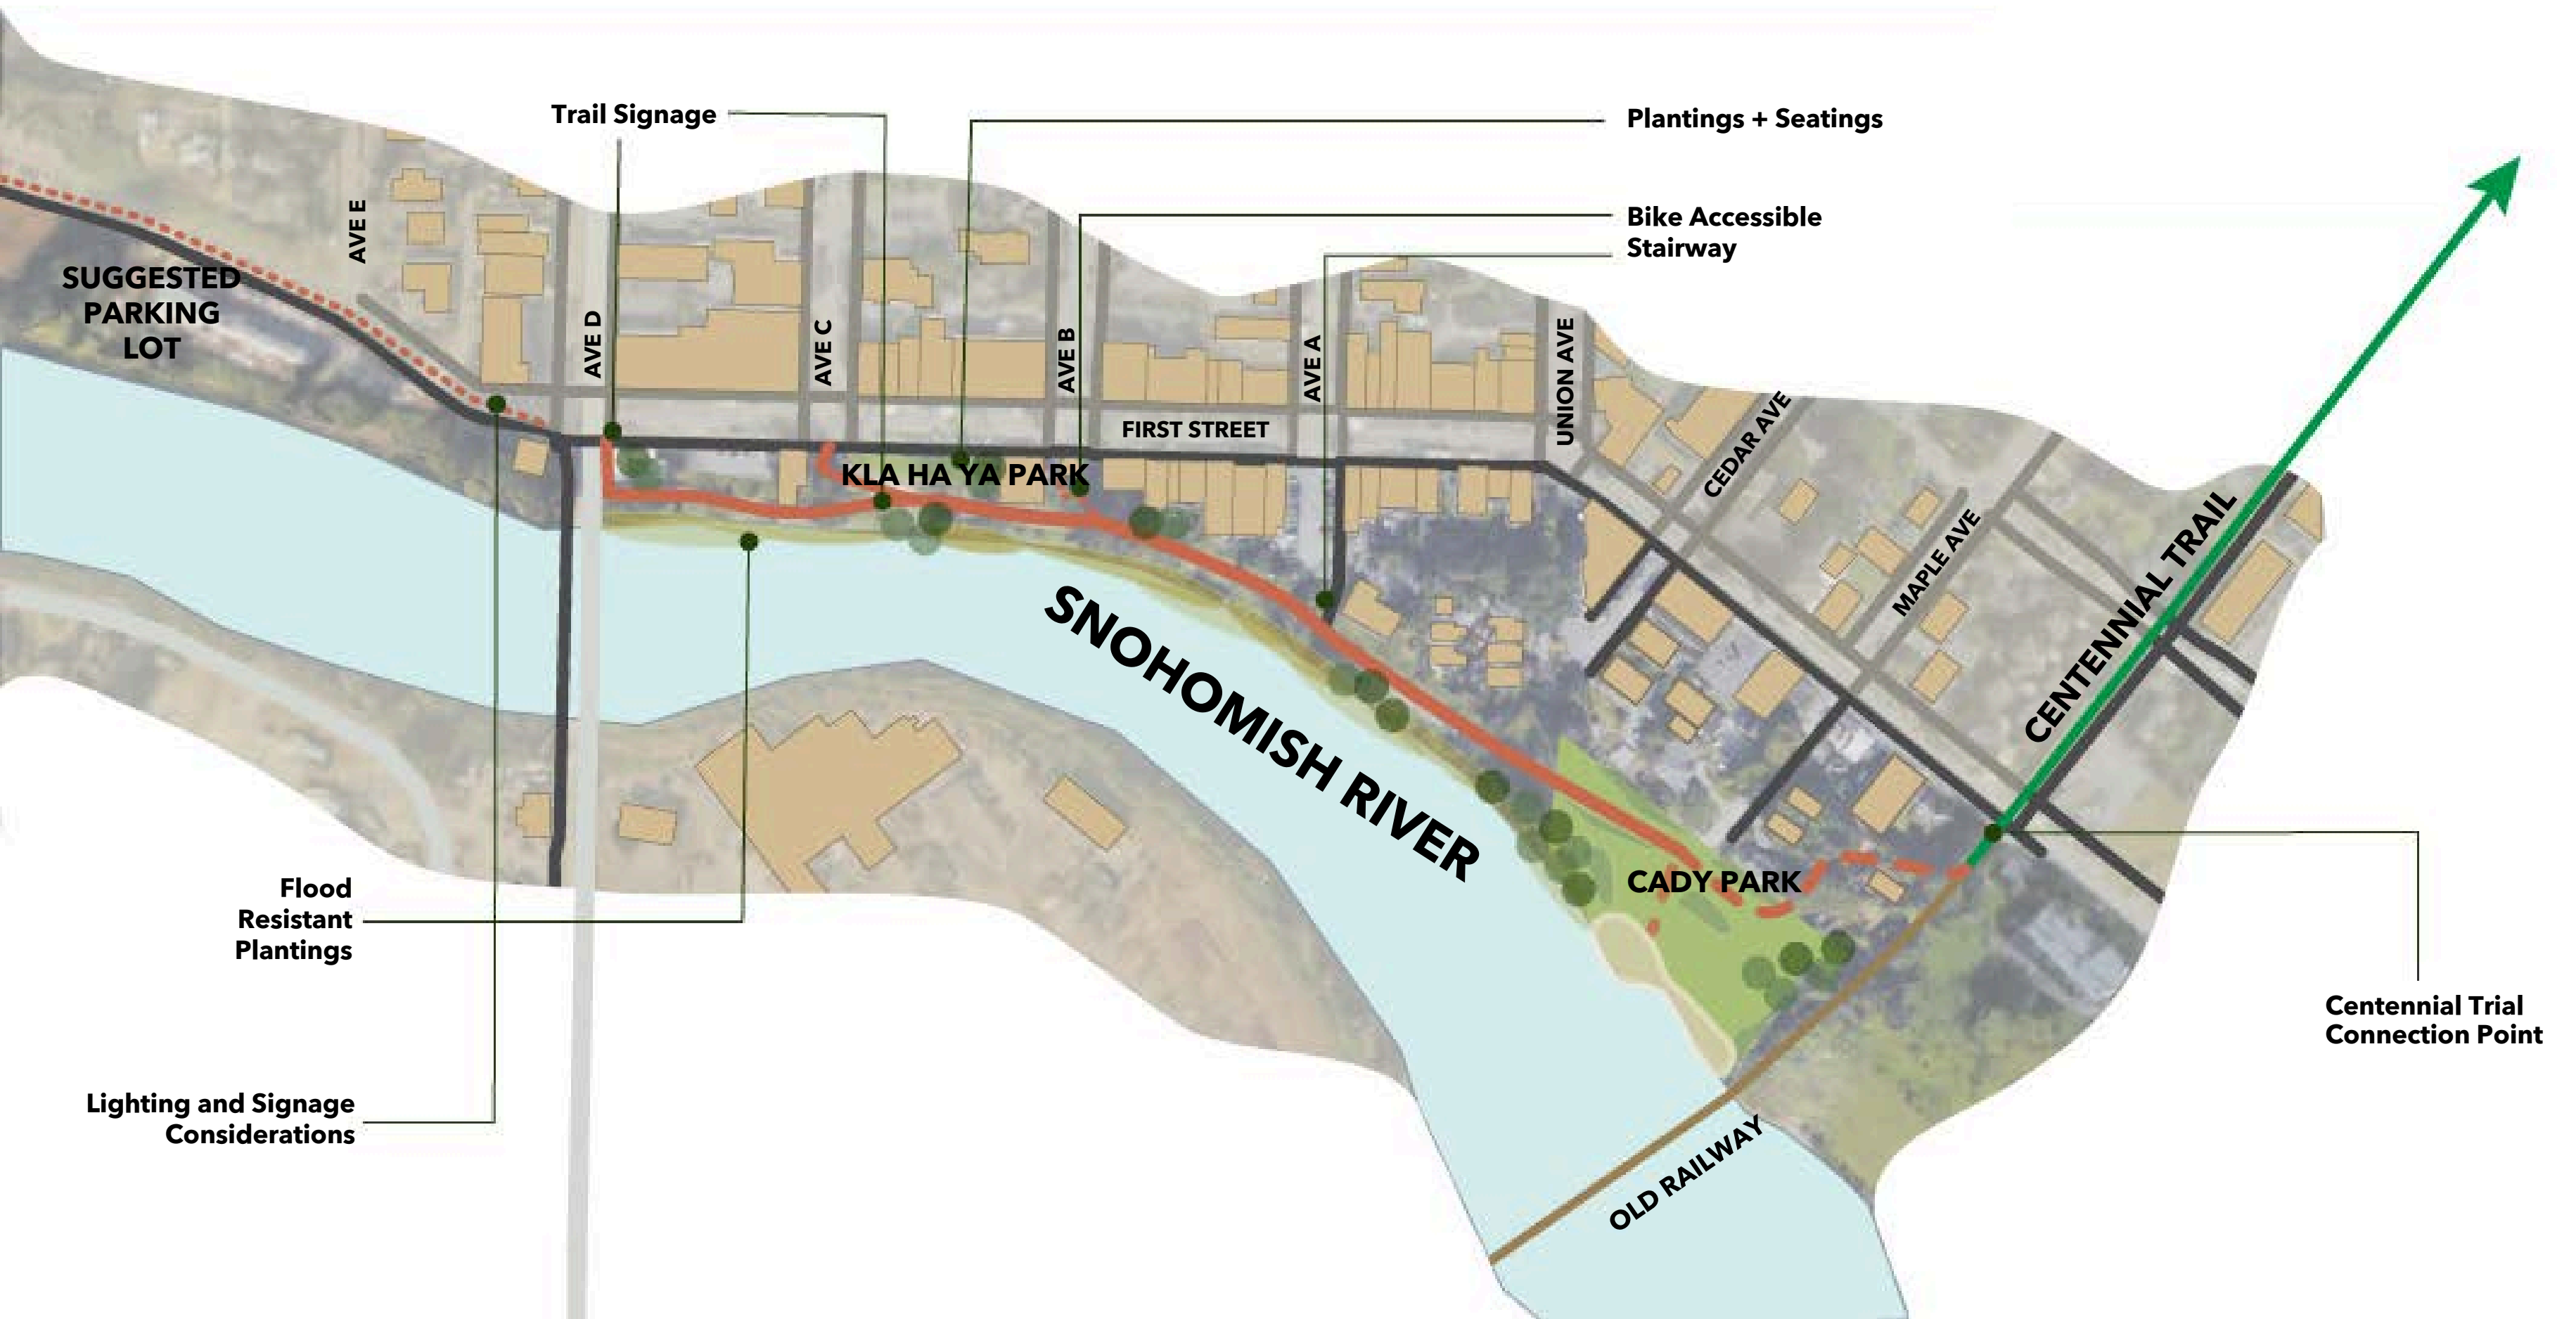 Trail Signage
Plantings + Seatings
Bike Accessible
Stairway
AVE E
SUGGESTED
PARKING
LOT
AVE D
AVE C
AVE B
AVE A
UNION AVE
CEDAR AVE
MAPLE AVE
FIRST STREET
KLA HA YA PARK
CENTENNIAL TRAIL
SNOHOMISH RIVER
CADY PARK
Flood
Resistant
Plantings
Centennial Trial
Connection Point
Lighting and Signage
Considerations
OLD RAILWAY